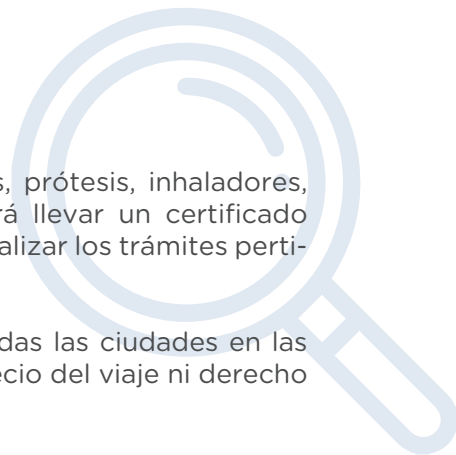 s, prótesis, inhaladores,
rá llevar un certificado
alizar los trámites perti-
das las ciudades en las
ecio del viaje ni derecho